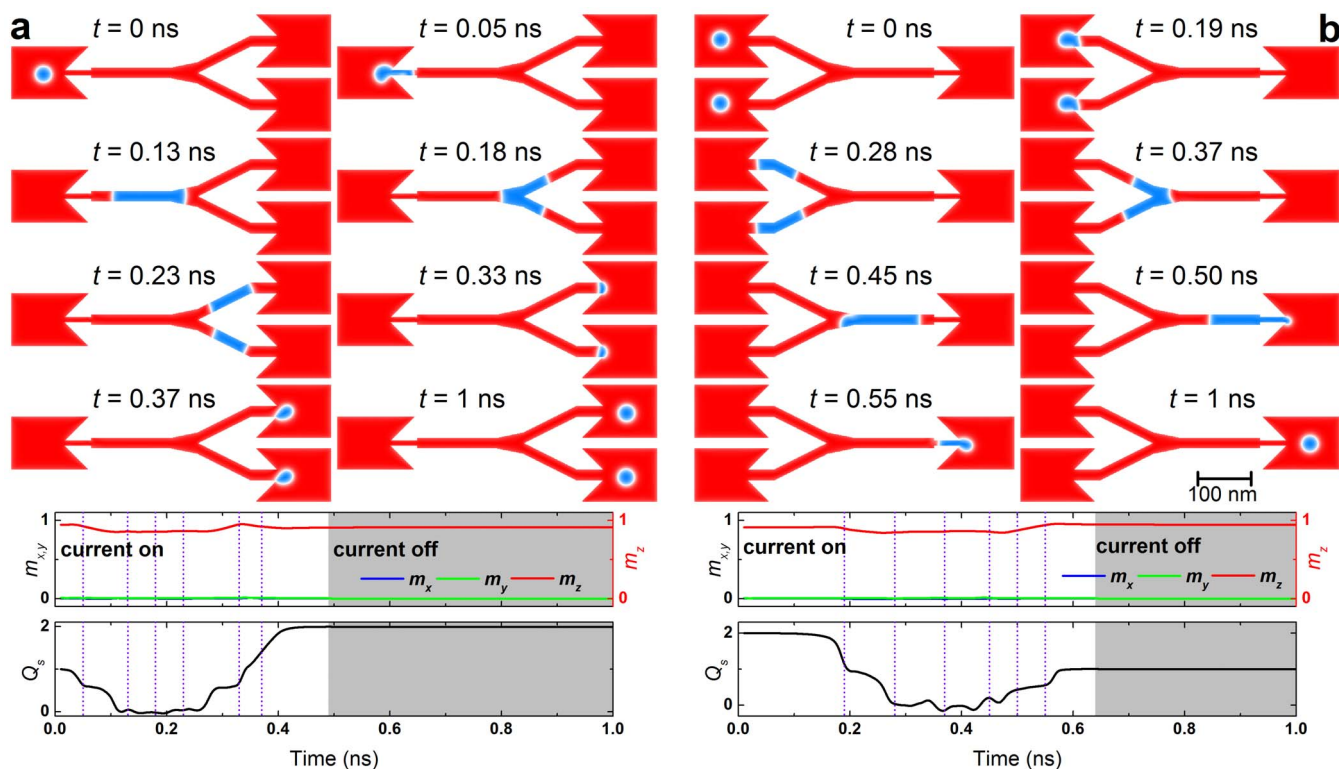 a
t = 0 ns
t = 0.05 ns
t = 0.13 ns
t = 0.18 ns
t = 0.23 ns
t = 0.33 ns
t = 0.37 ns
t = 1 ns
1
0
m_x,y
current on
current off
m_x m_y m_z
1
0
m_z
2
1
0
Q_s
0.0 0.2 0.4 0.6 0.8 1.0
Time (ns)
b
t = 0 ns
t = 0.19 ns
t = 0.28 ns
t = 0.37 ns
t = 0.45 ns
t = 0.50 ns
t = 0.55 ns
t = 1 ns
100 nm
1
0
m_x,y
current on
current off
m_x m_y m_z
1
0
m_z
2
1
0
Q_s
0.0 0.2 0.4 0.6 0.8 1.0
Time (ns)